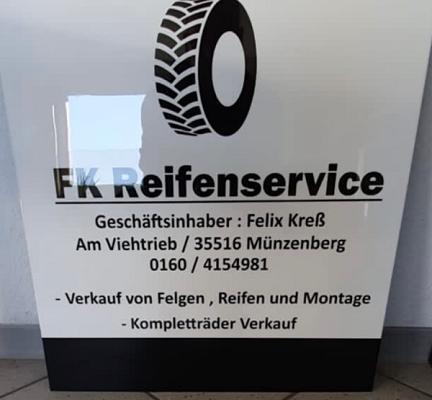 FK Reifenservice
Geschäftsinhaber : Felix Kreß
Am Viehtrieb / 35516 Münzenberg
0160 / 4154981
- Verkauf von Felgen , Reifen und Montage
- Kompletträder Verkauf